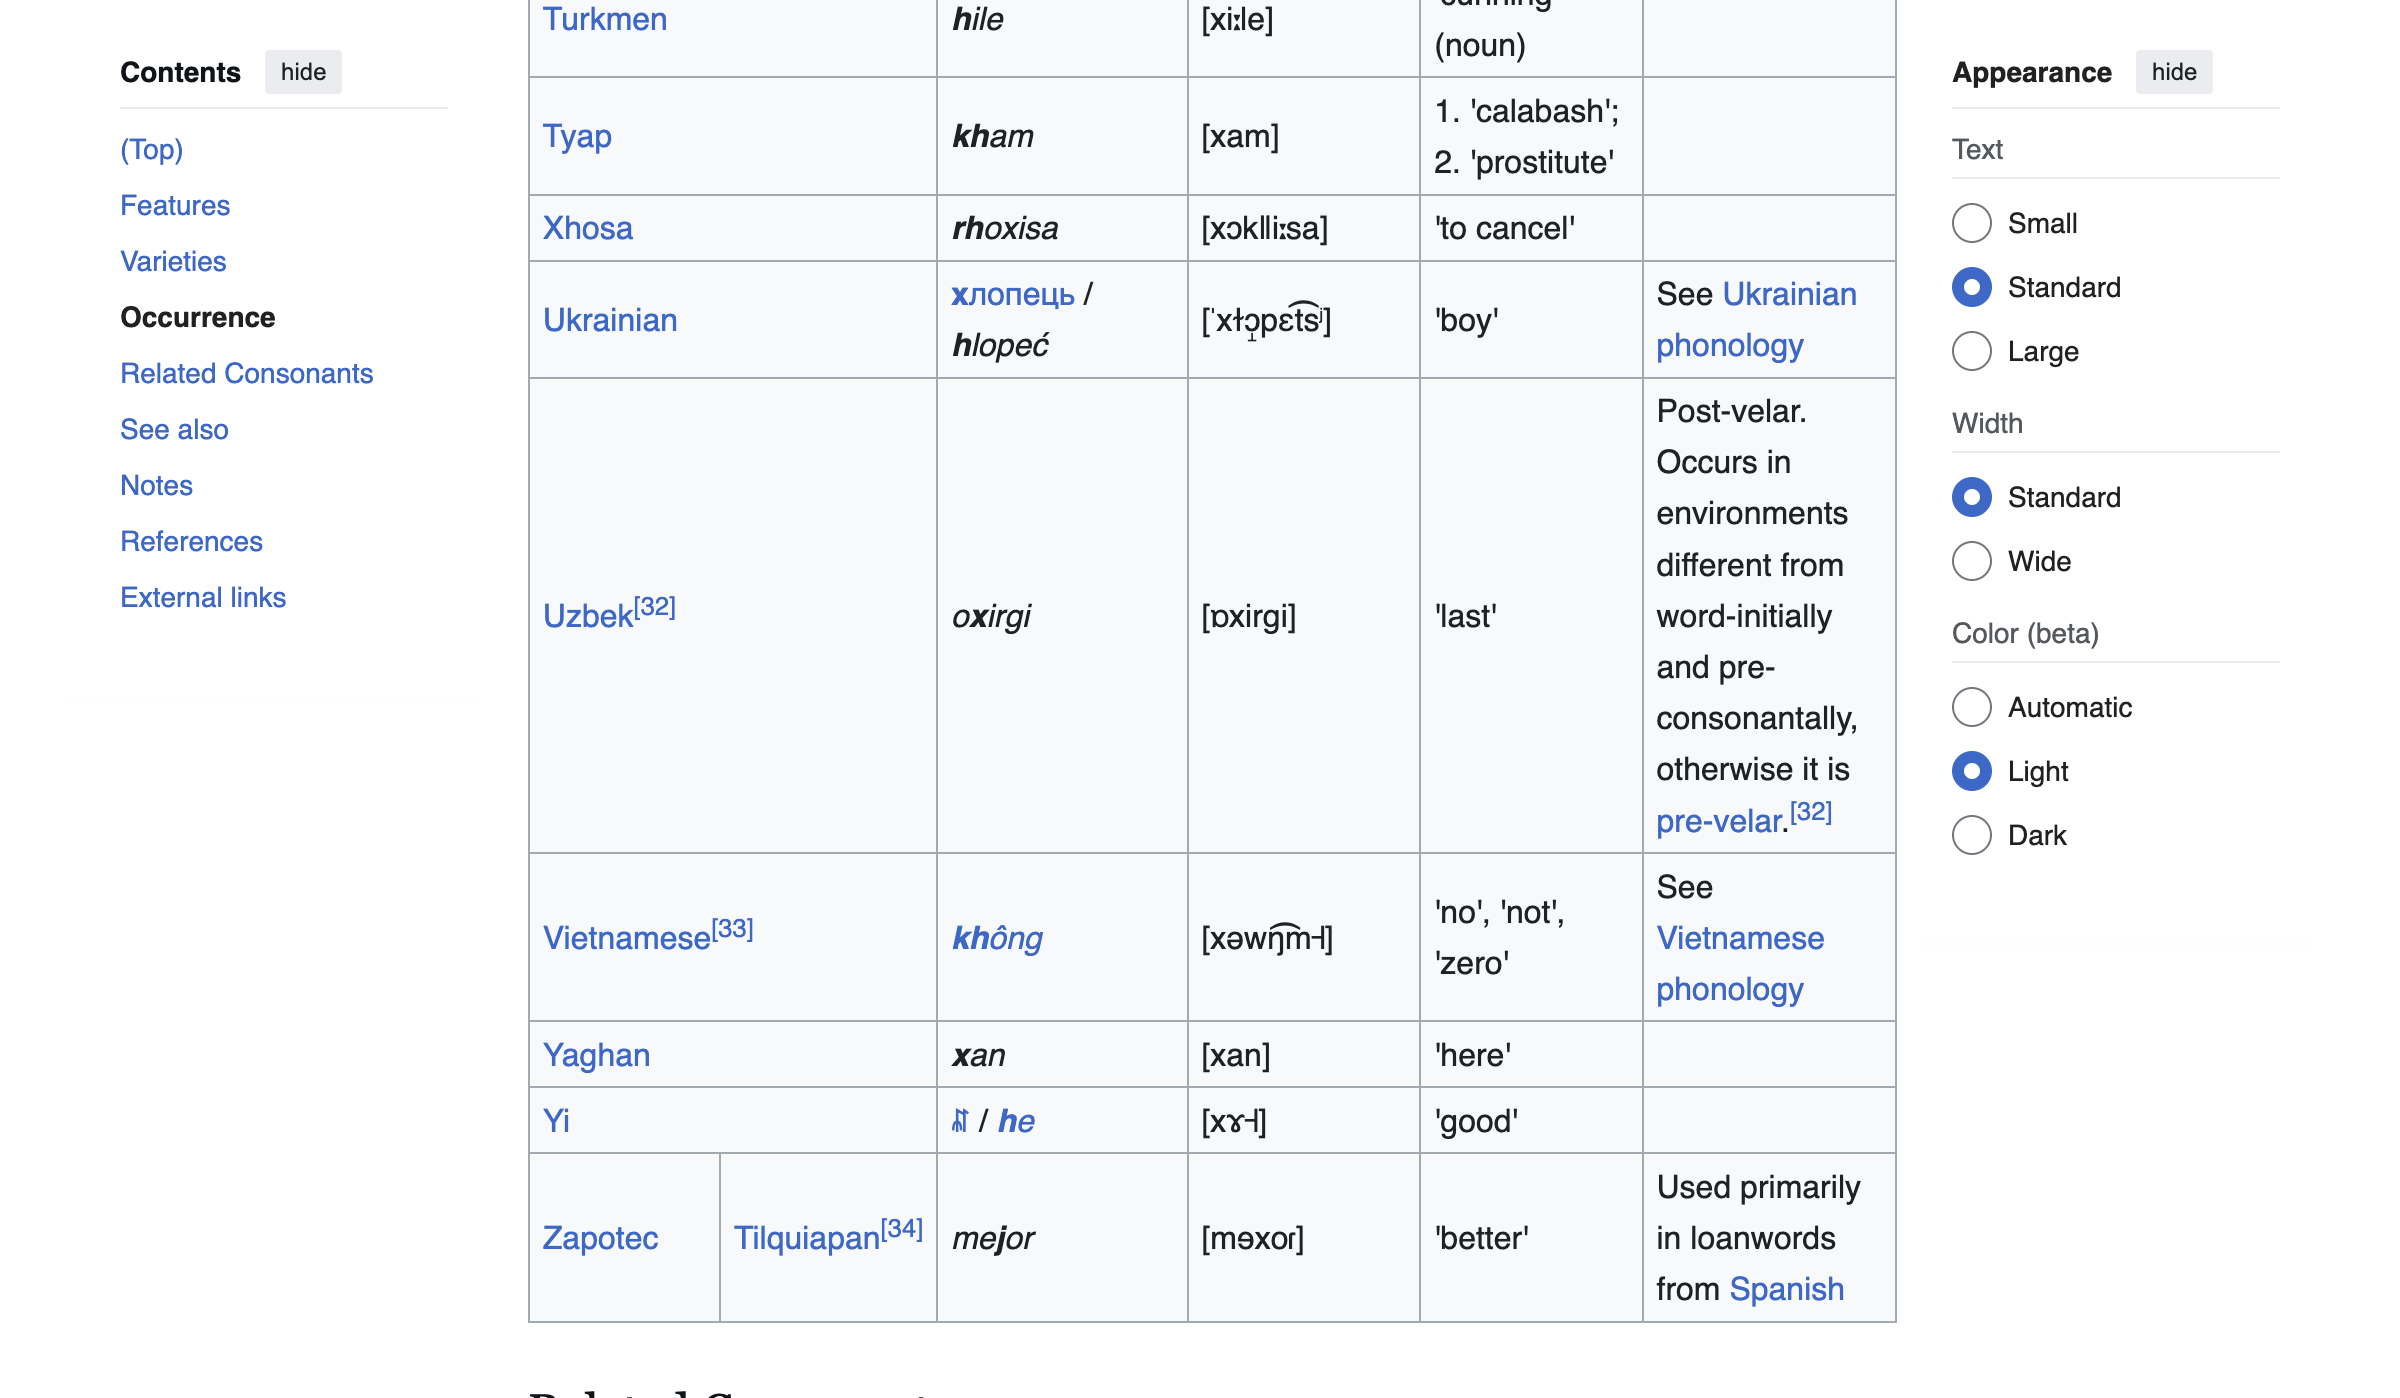 Contents hide
(Top)
Features
Varieties
Occurrence
Related Consonants
See also
Notes
References
External links
Turkmen hile [xiːle] 'cunning'
(noun)
Tyap kham [xam] 1. 'calabash';
2. 'prostitute'
Xhosa rhoxisa [xɔkǁiːsa] 'to cancel'
Ukrainian хлопець /
hlopeć [ˈxɫɔ̝pɛt͡sʲ] 'boy' See Ukrainian
phonology
Uzbek[32] oxirgi [ɒxirgi] 'last' Post-velar.
Occurs in
environments
different from
word-initially
and pre-
consonantally,
otherwise it is
pre-velar.[32]
Vietnamese[33] không [xəwŋ͡m˧] 'no', 'not',
'zero' See
Vietnamese
phonology
Yaghan xan [xan] 'here'
Yi / he [xɤ˧] 'good'
Zapotec Tilquiapan[34] mejor [mɘxoɾ] 'better' Used primarily
in loanwords
from Spanish
Appearance hide
Text
Small
Standard
Large
Width
Standard
Wide
Color (beta)
Automatic
Light
Dark